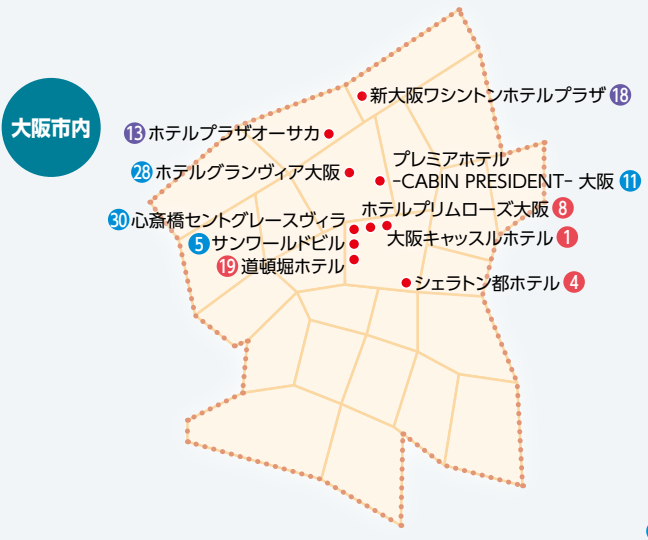 大阪市内
新大阪ワシントンホテルプラザ 18
13 ホテルプラザオーサカ
28 ホテルグランヴィア大阪
プレミアホテル
-CABIN PRESIDENT- 大阪 11
ホテルプリムローズ大阪 8
30 心斎橋セントグレースヴィラ
大阪キャッスルホテル 1
5 サンワールドビル
19 道頓堀ホテル
シェラトン都ホテル 4